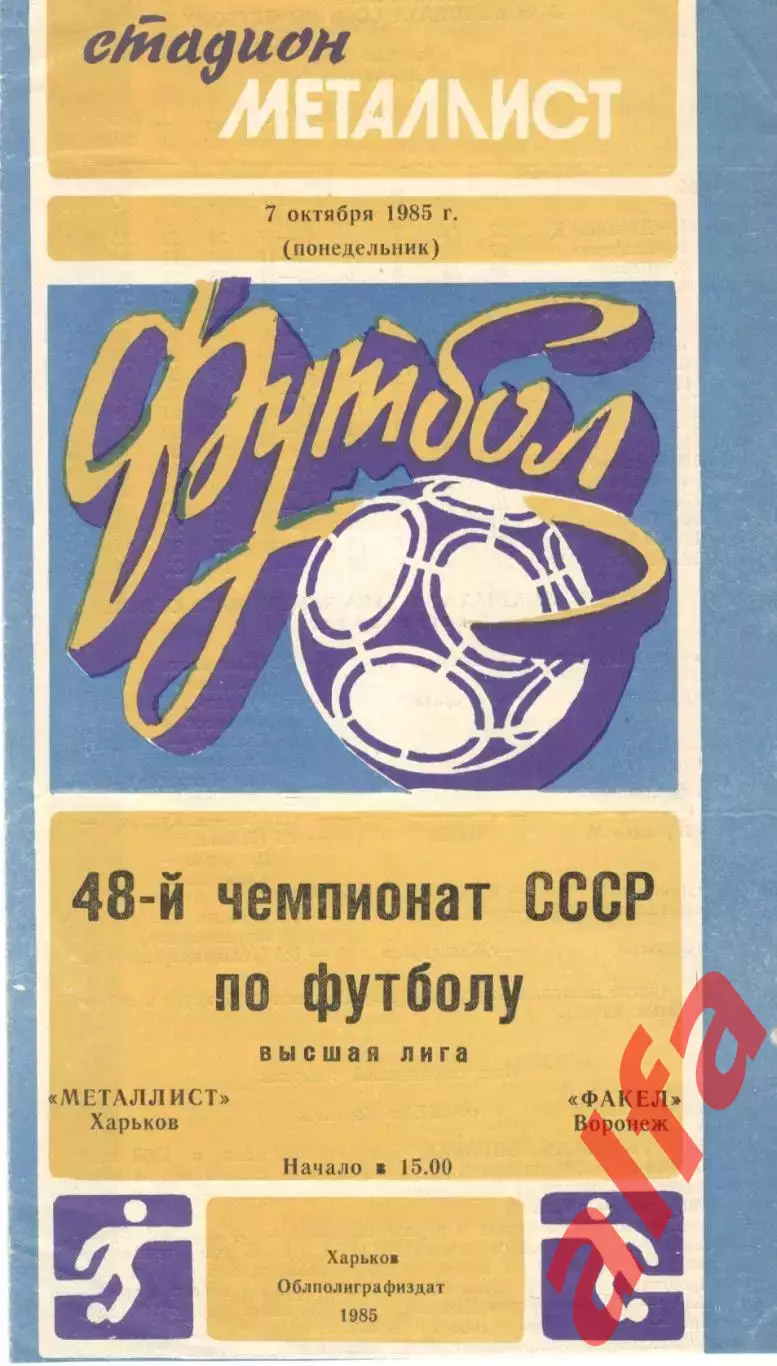 стадион
МЕТАЛЛИСТ
7 октября 1985 г.
(понедельник)
Футбол
48-й чемпионат СССР
по футболу
высшая лига
«МЕТАЛЛИСТ» «ФАКЕЛ»
Харьков Воронеж
Начало в 15.00
Харьков
Облполиграфиздат
1985
alfa